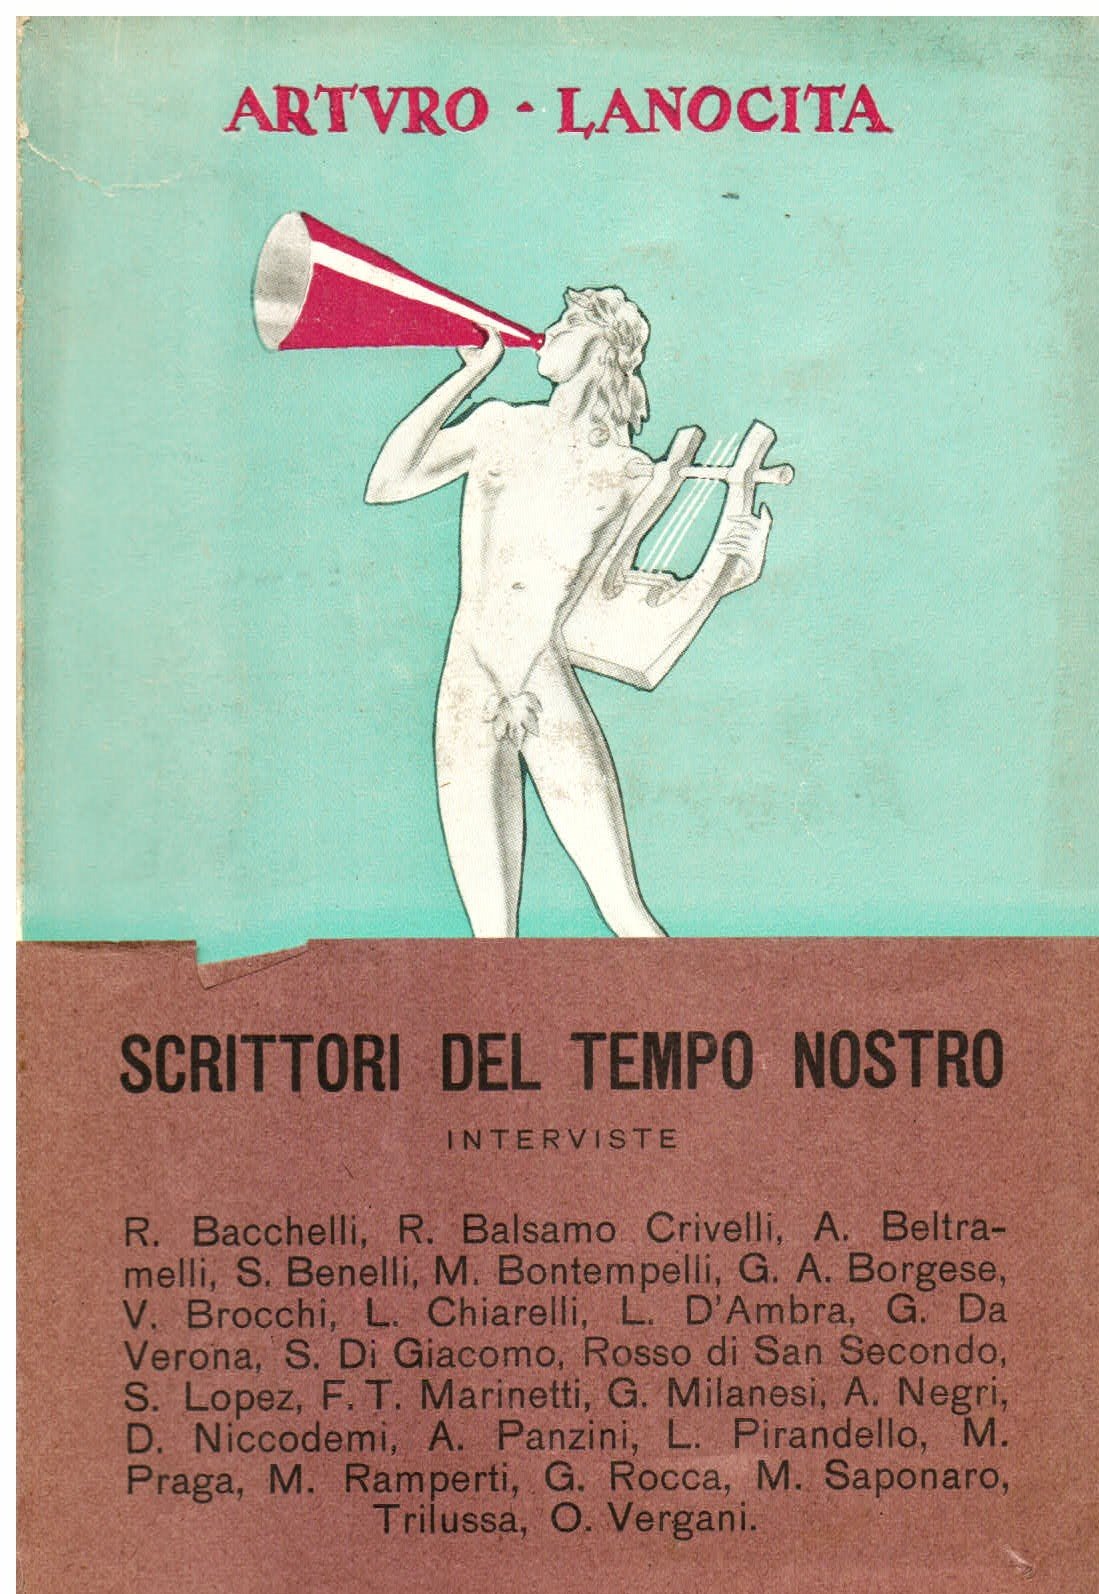 ARTVRO - LANOCITA
SCRITTORI DEL TEMPO NOSTRO
INTERVISTE
R. Bacchelli, R. Balsamo Crivelli, A. Beltra-
melli, S. Benelli, M. Bontempelli, G. A. Borgese,
V. Brocchi, L. Chiarelli, L. D'Ambra, G. Da
Verona, S. Di Giacomo, Rosso di San Secondo,
S. Lopez, F. T. Marinetti, G. Milanesi, A. Negri,
D. Niccodemi, A. Panzini, L. Pirandello, M.
Praga, M. Ramperti, G. Rocca, M. Saponaro,
Trilussa, O. Vergani.